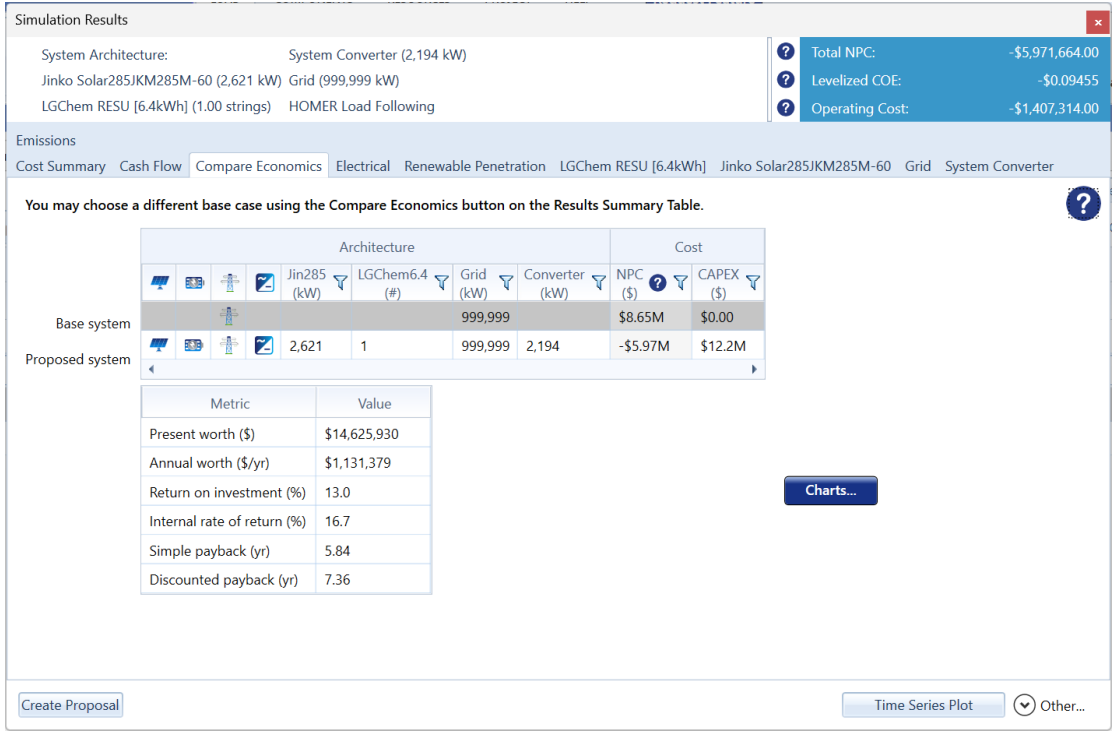 Simulation Results
System Architecture: System Converter (2,194 kW)
Jinko Solar285JKM285M-60 (2,621 kW) Grid (999,999 kW)
LGChem RESU [6.4kWh] (1.00 strings) HOMER Load Following
Total NPC: -$5,971,664.00
Levelized COE: -$0.09455
Operating Cost: -$1,407,314.00
Emissions
Cost Summary Cash Flow Compare Economics Electrical Renewable Penetration LGChem RESU [6.4kWh] Jinko Solar285JKM285M-60 Grid System Converter
You may choose a different base case using the Compare Economics button on the Results Summary Table.
Architecture Cost
Jin285 (kW) LGChem6.4 (#) Grid (kW) Converter (kW) NPC ($) CAPEX ($)
Base system 999,999 $8.65M $0.00
Proposed system 2,621 1 999,999 2,194 -$5.97M $12.2M
Metric Value
Present worth ($) $14,625,930
Annual worth ($/yr) $1,131,379
Return on investment (%) 13.0
Internal rate of return (%) 16.7
Simple payback (yr) 5.84
Discounted payback (yr) 7.36
Charts...
Create Proposal Time Series Plot Other...